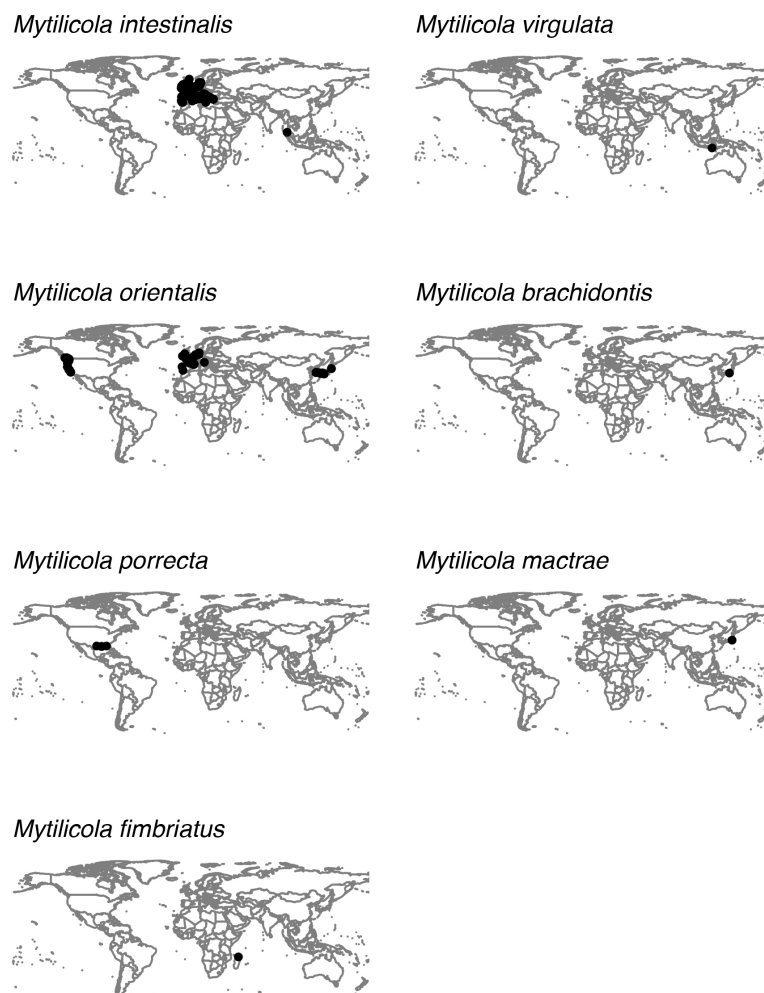 Mytilicola intestinalis
Mytilicola virgulata
Mytilicola orientalis
Mytilicola brachidontis
Mytilicola porrecta
Mytilicola mactrae
Mytilicola fimbriatus